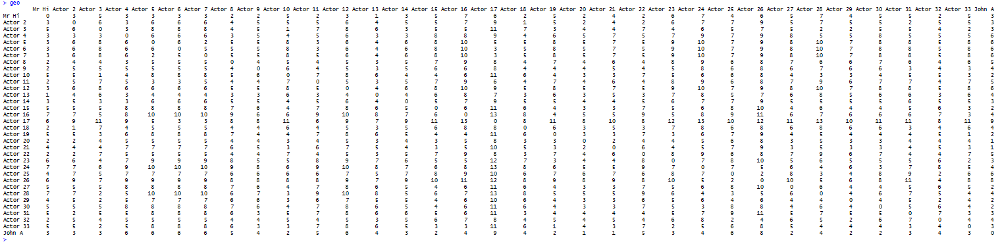 > geo
Mr Hi Actor 2 Actor 3 Actor 4 Actor 5 Actor 6 Actor 7 Actor 8 Actor 9 Actor 10 Actor 11 Actor 12 Actor 13 Actor 14 Actor 15 Actor 16 Actor 17 Actor 18 Actor 19 Actor 20 Actor 21 Actor 22 Actor 23 Actor 24 Actor 25 Actor 26 Actor 27 Actor 28 Actor 29 Actor 30 Actor 31 Actor 32 Actor 33 John A
Mr Hi 0 3 5 3 3 3 3 2 2 5 2 3 1 3 5 7 6 2 5 2 4 2 6 7 4 6 5 7 4 5 5 2 5 3
Actor 2 3 0 6 3 6 6 6 4 5 5 5 6 4 5 5 7 9 1 5 2 4 2 6 7 7 9 5 7 5 5 2 5 5 3
Actor 3 5 6 0 3 8 8 8 4 5 1 7 8 6 3 5 5 11 7 3 4 4 7 4 6 5 7 5 2 2 5 5 4 2 3
Actor 4 3 3 3 0 6 6 6 3 5 4 5 6 3 3 8 8 9 4 6 5 7 5 7 9 7 9 8 5 5 8 5 5 5 6
Actor 5 3 6 8 6 0 6 2 5 5 8 3 6 4 6 8 10 5 5 8 5 7 5 9 10 7 9 8 10 7 8 8 5 8 6
Actor 6 3 6 8 6 6 0 5 5 5 8 3 6 4 6 8 10 3 5 8 5 7 5 9 10 7 9 8 10 7 8 8 5 8 6
Actor 7 3 6 8 6 2 5 0 5 5 8 5 6 4 6 8 10 3 5 8 5 7 5 9 10 7 9 8 10 7 8 8 5 8 6
Actor 8 2 4 4 3 5 5 5 0 4 5 4 5 3 5 7 9 8 4 7 4 6 4 8 9 6 8 7 6 6 7 6 4 6 5
Actor 9 2 5 5 5 5 5 5 4 0 6 4 5 3 5 6 6 8 4 4 4 5 4 5 8 6 8 6 7 6 6 3 4 3 4
Actor 10 5 5 1 4 8 8 8 5 6 0 7 8 6 4 4 6 11 6 4 3 3 7 5 6 6 8 4 3 3 4 5 5 3 2
Actor 11 2 5 7 5 3 3 5 4 4 7 0 5 3 5 7 9 6 4 7 4 6 4 8 9 6 8 7 9 6 7 7 4 7 5
Actor 12 3 6 8 6 6 6 6 5 5 8 5 0 4 6 8 10 9 5 8 5 7 5 9 10 7 9 8 10 7 8 8 5 8 6
Actor 13 1 4 6 3 4 4 4 3 3 6 3 4 0 4 6 8 7 3 6 3 5 3 7 8 5 7 6 8 5 6 6 3 6 4
Actor 14 3 5 3 3 6 6 6 5 5 4 5 6 4 0 5 7 9 5 5 4 4 5 6 7 7 9 5 5 5 5 6 5 5 3
Actor 15 5 5 5 8 8 8 8 7 6 4 7 8 6 5 0 6 11 6 4 3 3 7 5 6 8 10 4 6 4 4 5 6 3 2
Actor 16 7 7 5 8 10 10 10 9 6 6 9 10 8 7 6 0 13 8 4 5 5 9 5 8 9 11 6 7 6 6 6 7 3 4
Actor 17 6 9 11 9 5 3 3 8 8 11 6 9 7 9 11 13 0 8 11 8 10 8 12 13 10 12 11 13 10 11 11 8 11 9
Actor 18 2 1 7 4 5 5 5 4 4 6 4 5 3 5 6 8 8 0 6 3 5 3 7 8 6 8 6 8 6 6 3 4 6 4
Actor 19 5 5 3 6 8 8 8 7 4 4 7 8 6 5 4 4 11 6 0 3 3 7 3 6 7 9 4 5 4 4 4 5 1 2
Actor 20 2 2 4 5 5 5 5 4 4 3 4 5 3 4 3 5 8 3 3 0 2 4 4 5 6 8 3 5 3 3 4 4 4 1
Actor 21 4 4 4 7 7 7 7 6 5 3 6 7 5 4 3 5 10 5 3 2 0 6 4 5 7 9 3 5 3 3 4 5 3 1
Actor 22 2 2 7 5 5 5 5 4 4 7 4 5 3 5 7 9 8 3 7 4 6 0 8 9 6 8 7 9 6 7 4 4 7 5
Actor 23 6 6 4 7 9 9 9 8 5 5 8 9 7 6 5 5 12 7 3 4 4 8 0 7 8 10 5 6 5 5 5 6 2 3
Actor 24 7 7 6 9 10 10 10 9 8 6 9 10 8 7 6 8 13 8 6 5 5 9 7 0 7 5 6 4 6 3 7 8 5 4
Actor 25 4 7 5 7 7 7 7 6 6 6 6 7 5 7 8 9 10 6 7 6 7 6 8 7 0 2 8 3 4 8 9 2 6 6
Actor 26 6 9 7 9 9 9 9 8 8 8 8 9 7 9 10 11 12 8 9 8 9 8 10 5 2 0 10 5 6 8 11 4 8 8
Actor 27 5 5 5 8 8 8 8 7 6 4 7 8 6 5 4 6 11 6 4 3 3 7 5 6 8 10 0 6 4 4 5 6 5 2
Actor 28 7 7 2 5 10 10 10 6 7 3 9 10 8 5 6 7 13 8 5 5 5 9 6 4 3 5 6 0 4 6 7 5 4 4
Actor 29 4 5 2 5 7 7 7 6 6 3 6 7 5 5 4 6 10 6 4 3 3 6 5 6 4 6 4 4 0 4 5 2 4 2
Actor 30 5 5 5 8 8 8 8 7 6 4 7 8 6 5 4 6 11 6 4 3 3 7 5 3 8 8 4 6 4 0 5 6 4 2
Actor 31 5 2 5 5 8 8 8 6 3 5 7 8 6 6 5 6 11 3 4 4 4 4 5 7 9 11 5 7 5 5 0 7 3 3
Actor 32 2 5 4 5 5 5 5 4 4 5 4 5 3 5 6 7 8 4 5 4 5 4 6 8 2 4 6 5 2 6 7 0 4 4
Actor 33 5 5 2 5 8 8 8 6 3 3 7 8 6 5 3 3 11 6 1 4 3 7 2 5 6 8 5 4 4 4 3 4 0 3
John A 3 3 3 6 6 6 6 5 4 2 5 6 4 3 2 4 9 4 2 1 1 5 3 4 6 8 2 4 2 2 3 4 3 0
>